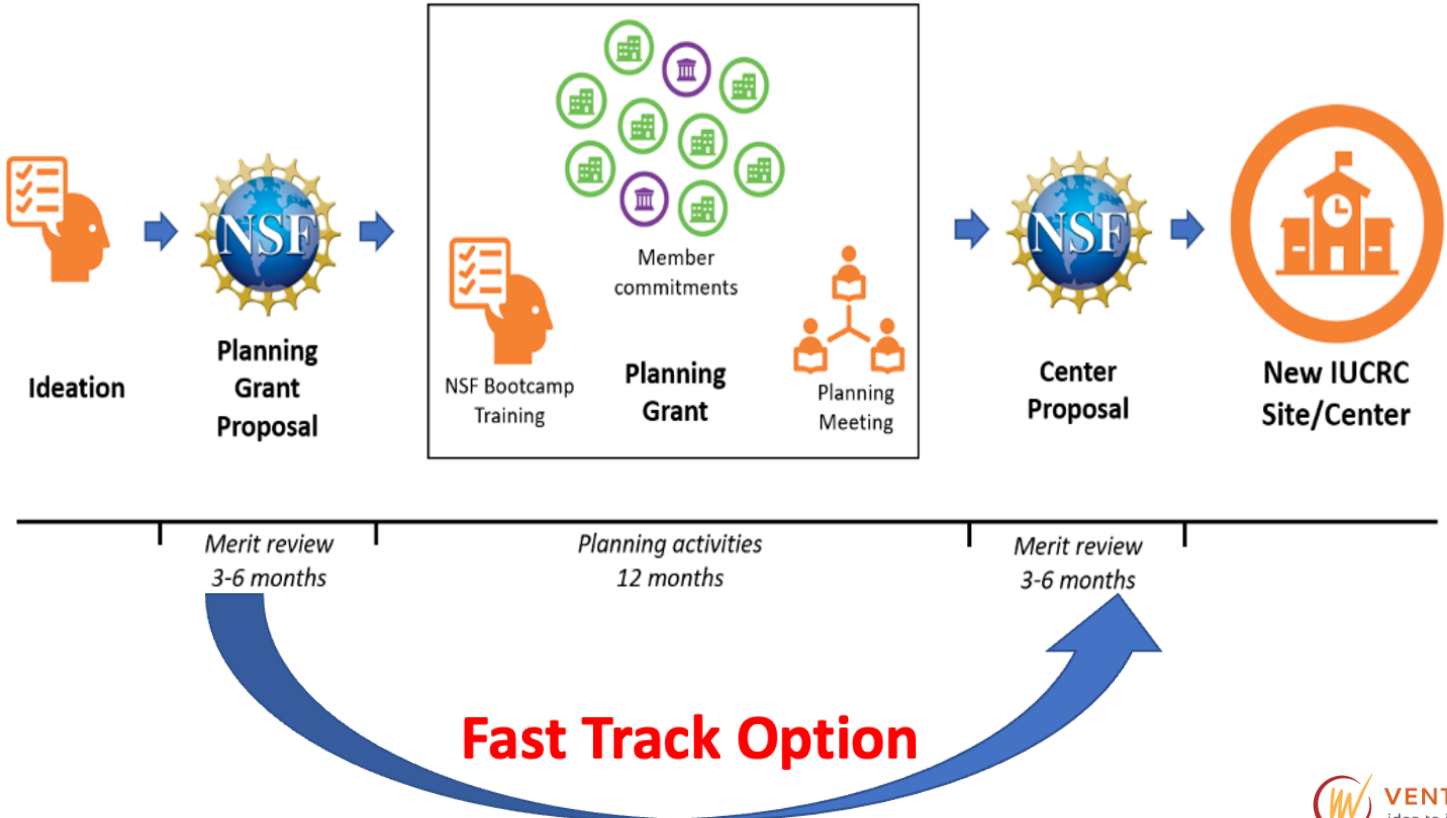 NSF
NSF
Member
commitments
NSF Bootcamp
Training
Planning
Grant
Planning
Meeting
Ideation
Planning
Grant
Proposal
Center
Proposal
New IUCRC
Site/Center
Merit review
3-6 months
Planning activities
12 months
Merit review
3-6 months
Fast Track Option
VENT